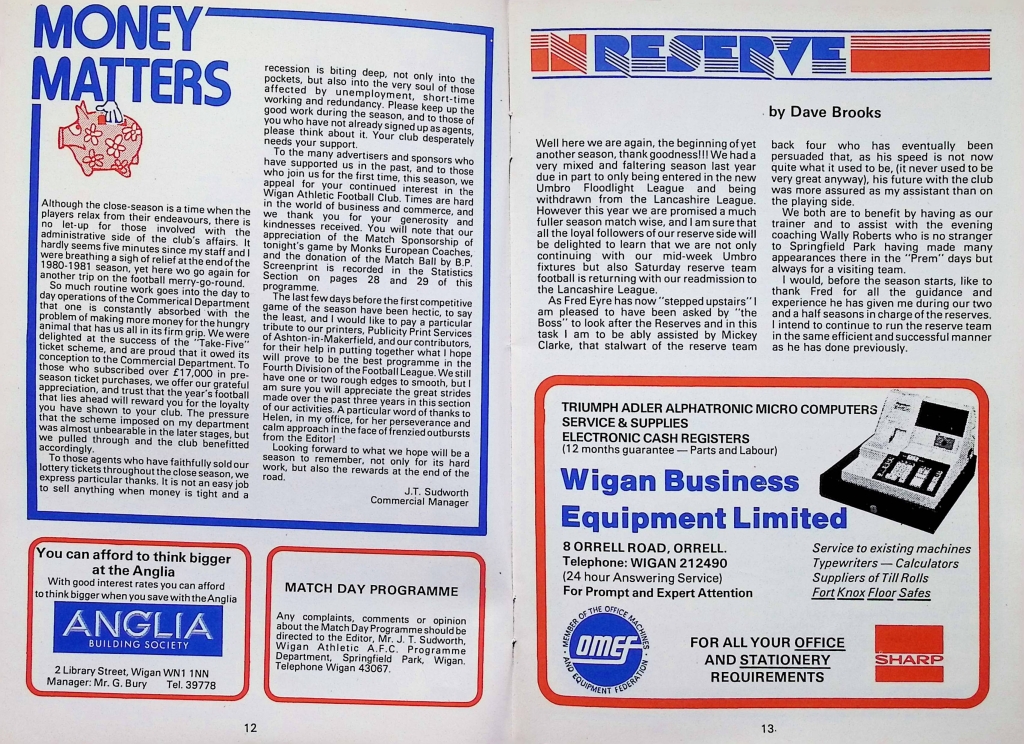 MONEY
MATTERS
Although the close-season is a time when the
players relax from their endeavours, there is
no let-up for those involved with the
administrative side of the club's affairs. It
hardly seems five minutes since my staff and I
were breathing a sigh of relief at the end of the
1980-1981 season, yet here wo go again for
another trip on the football merry-go-round.
So much routine work goes into the day to
day operations of the Commerical Department
that one is constantly absorbed with the
problem of making more money for the hungry
animal that has us all in its firm grip. We were
delighted at the success of the "Take-Five"
ticket scheme, and are proud that it owed its
conception to the Commercial Department. To
those who subscribed over £17,000 in pre-
season ticket purchases, we offer our grateful
appreciation, and trust that the year's football
that lies ahead will reward you for the loyalty
you have shown to your club. The pressure
that the scheme imposed on my department
was almost unbearable in the later stages, but
we pulled through and the club benefitted
accordingly.
To those agents who have faithfully sold our
lottery tickets throughout the close season, we
express particular thanks. It is not an easy job
to sell anything when money is tight and a
recession is biting deep, not only into the
pockets, but also into the very soul of those
affected by unemployment, short-time
working and redundancy. Please keep up the
good work during the season, and to those of
you who have not already signed up as agents,
please think about it. Your club desperately
needs your support.
To the many advertisers and sponsors who
have supported us in the past, and to those
who join us for the first time, this season, we
appeal for your continued interest in the
Wigan Athletic Football Club. Times are hard
in the world of business and commerce, and
we thank you for your generosity and
kindnesses received. You will note that our
appreciation of the Match Sponsorship of
tonight's game by Monks European Coaches,
and the donation of the Match Ball by B.P.
Screenprint is recorded in the Statistics
Section on pages 28 and 29 of this
programme.
The last few days before the first competitive
game of the season have been hectic, to say
the least, and I would like to pay a particular
tribute to our printers, Publicity Print Services
of Ashton-in-Makerfield, and our contributors,
for their help in putting together what I hope
will prove to be the best programme in the
Fourth Division of the Football League. We still
have one or two rough edges to smooth, but I
am sure you will appreciate the great strides
made over the past three years in this section
of our activities. A particular word of thanks to
Helen, in my office, for her perseverance and
calm approach in the face of frenzied outbursts
from the Editor!
Looking forward to what we hope will be a
season to remember, not only for its hard
work, but also the rewards at the end of the
road.
J.T. Sudworth
Commercial Manager
You can afford to think bigger
at the Anglia
With good interest rates you can afford
to think bigger when you save with the Anglia
ANGLIA
BUILDING SOCIETY
2 Library Street, Wigan WN1 1NN
Manager: Mr. G. Bury Tel. 39778
MATCH DAY PROGRAMME
Any complaints, comments or opinion
about the Match Day Programme should be
directed to the Editor, Mr. J. T. Sudworth,
Wigan Athletic A.F.C. Programme
Department, Springfield Park, Wigan.
Telephone Wigan 43067.
12
IN RESERVE
by Dave Brooks
Well here we are again, the beginning of yet
another season, thank goodness!!! We had a
very mixed and faltering season last year
due in part to only being entered in the new
Umbro Floodlight League and being
withdrawn from the Lancashire League.
However this year we are promised a much
fuller season match wise, and I am sure that
all the loyal followers of our reserve side will
be delighted to learn that we are not only
continuing with our mid-week Umbro
fixtures but also Saturday reserve team
football is returning with our readmission to
the Lancashire League.
As Fred Eyre has now "stepped upstairs" I
am pleased to have been asked by "the
Boss" to look after the Reserves and in this
task I am to be ably assisted by Mickey
Clarke, that stalwart of the reserve team
back four who has eventually been
persuaded that, as his speed is not now
quite what it used to be, (it never used to be
very great anyway), his future with the club
was more assured as my assistant than on
the playing side.
We both are to benefit by having as our
trainer and to assist with the evening
coaching Wally Roberts who is no stranger
to Springfield Park having made many
appearances there in the "Prem" days but
always for a visiting team.
I would, before the season starts, like to
thank Fred for all the guidance and
experience he has given me during our two
and a half seasons in charge of the reserves.
I intend to continue to run the reserve team
in the same efficient and successful manner
as he has done previously.
TRIUMPH ADLER ALPHATRONIC MICRO COMPUTERS
SERVICE & SUPPLIES
ELECTRONIC CASH REGISTERS
(12 months guarantee — Parts and Labour)
Wigan Business
Equipment Limited
8 ORRELL ROAD, ORRELL.
Telephone: WIGAN 212490
(24 hour Answering Service)
For Prompt and Expert Attention
Service to existing machines
Typewriters — Calculators
Suppliers of Till Rolls
Fort Knox Floor Safes
MEMBER OF THE OFFICE MACHINES
OMEF
AND EQUIPMENT FEDERATION
FOR ALL YOUR OFFICE
AND STATIONERY
REQUIREMENTS
SHARP
13